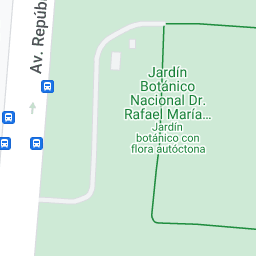 Av. Repúb
Jardín
Botánico
Nacional Dr.
Rafael María...
Jardín
botánico con
flora autóctona